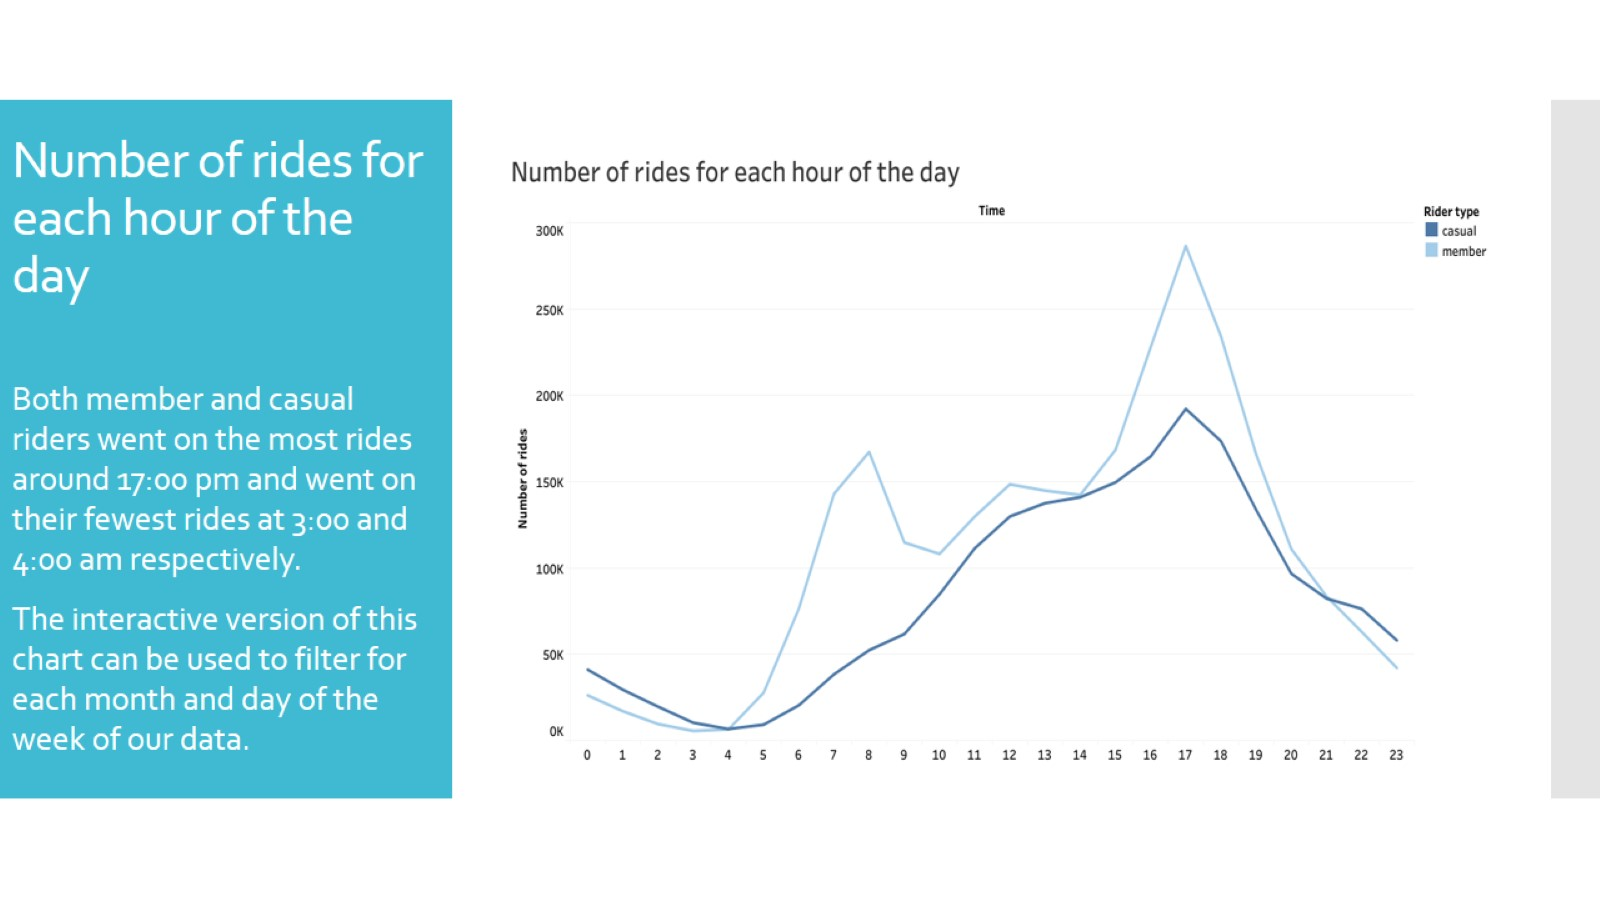 Number of rides for
each hour of the
day
Both member and casual
riders went on the most rides
around 17:00 pm and went on
their fewest rides at 3:00 and
4:00 am respectively.
The interactive version of this
chart can be used to filter for
each month and day of the
week of our data.
Number of rides for each hour of the day
Time
Rider type
casual
member
Number of rides
300K
250K
200K
150K
100K
50K
0K
0 1 2 3 4 5 6 7 8 9 10 11 12 13 14 15 16 17 18 19 20 21 22 23